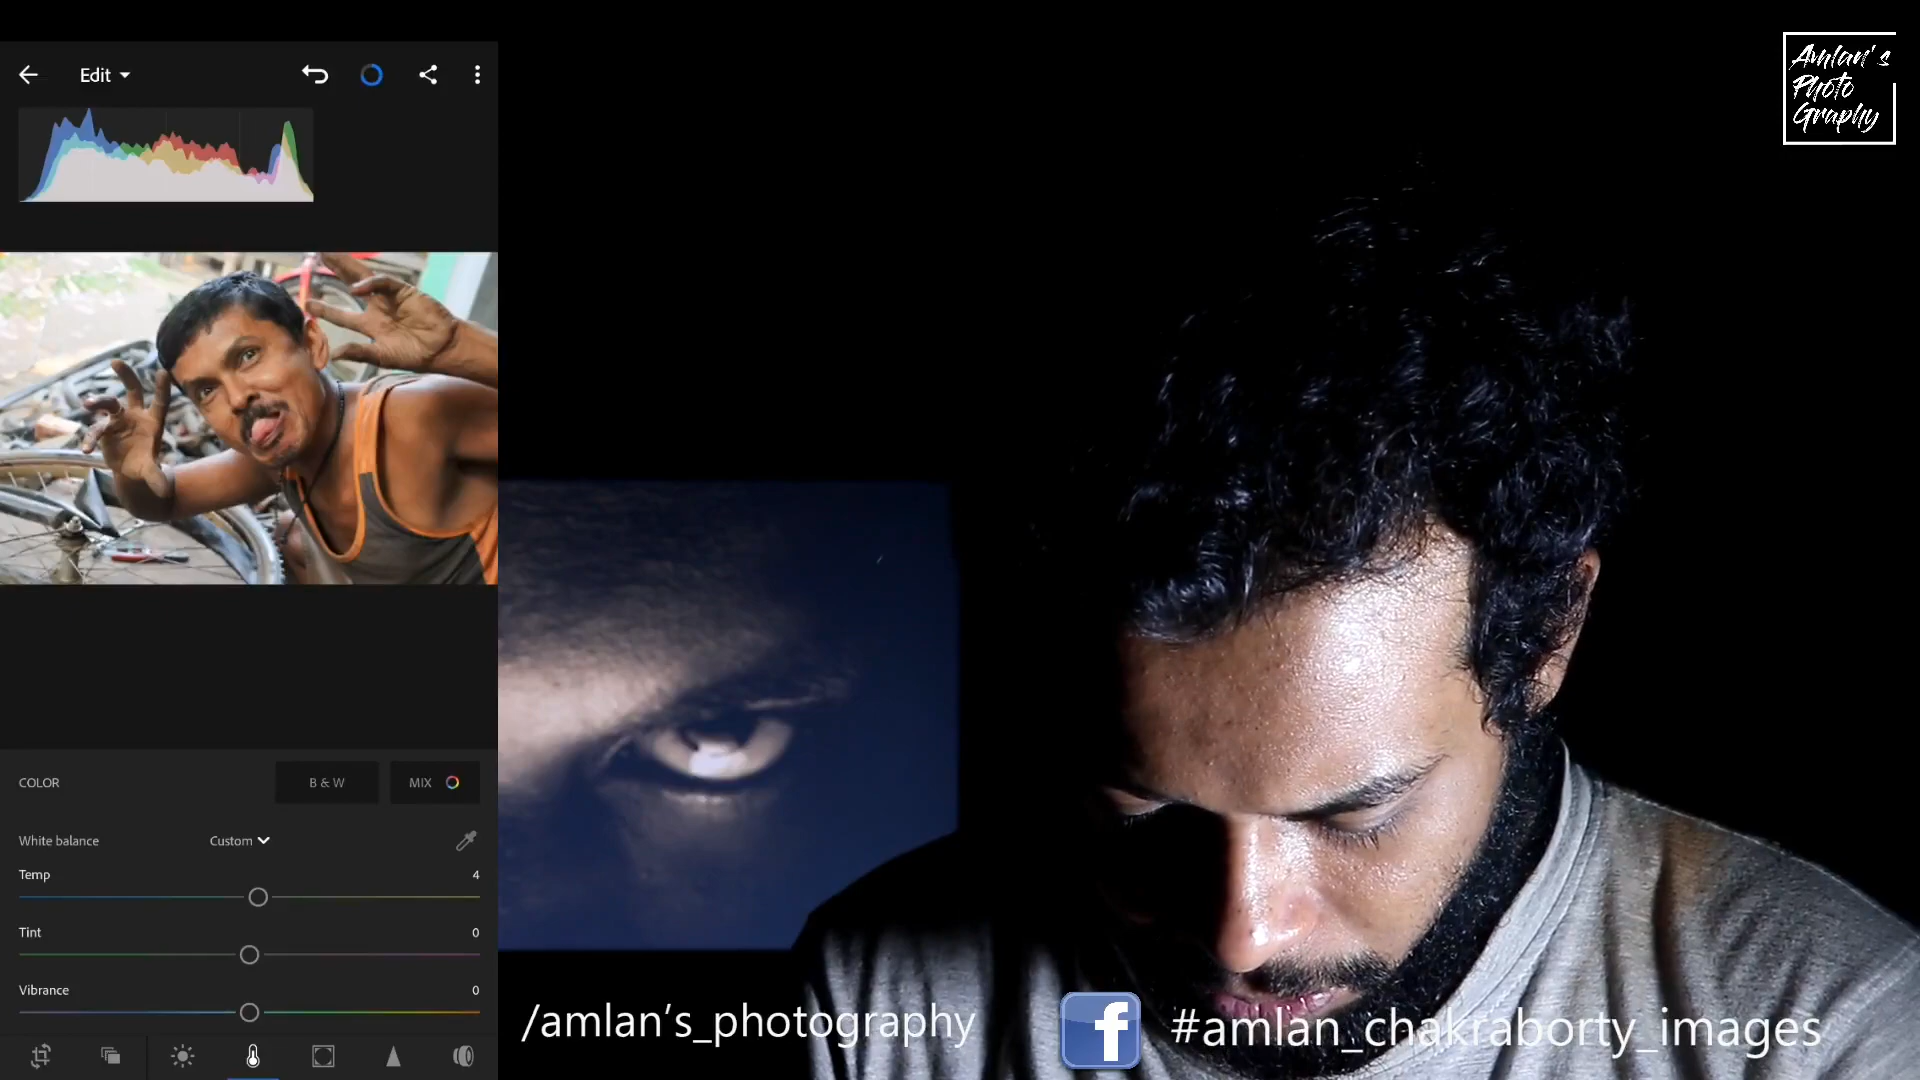 Edit
Amlan's
Photo
Graphy
COLOR
B & W
MIX
White balance
Custom
Temp
4
Tint
0
Vibrance
0
/amlan's_photography
f
#amlan_chakraborty_images